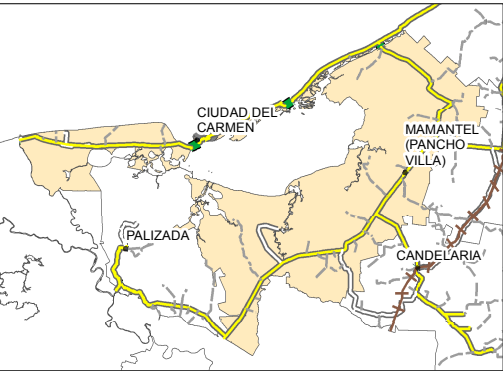 CIUDAD DEL
CARMEN
MAMANTEL
(PANCHO
VILLA)
PALIZADA
CANDELARIA